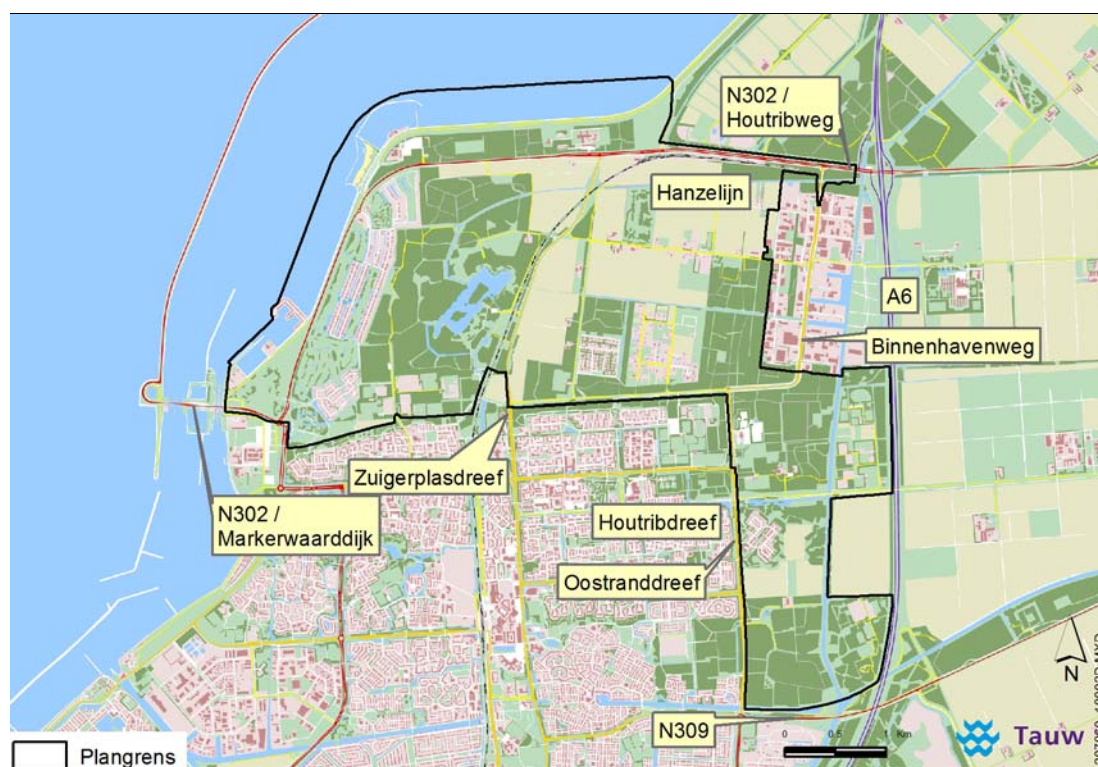 N302 /
Houtribweg
Hanzelijn
A6
Binnenhavenweg
Zuigerplasdreef
N302 /
Markerwaarddijk
Houtribdreef
Oostranddreef
N309
N
0 0.5 1 Km
Tauw
Plangrens